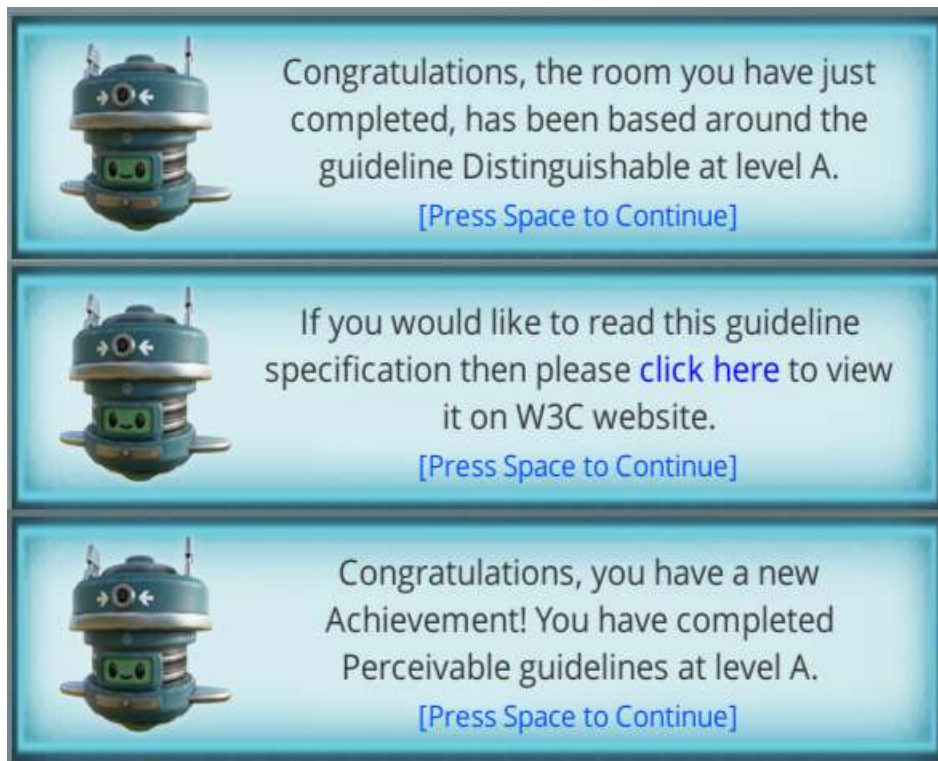 Congratulations, the room you have just
completed, has been based around the
guideline Distinguishable at level A.
[Press Space to Continue]
If you would like to read this guideline
specification then please click here to view
it on W3C website.
[Press Space to Continue]
Congratulations, you have a new
Achievement! You have completed
Perceivable guidelines at level A.
[Press Space to Continue]